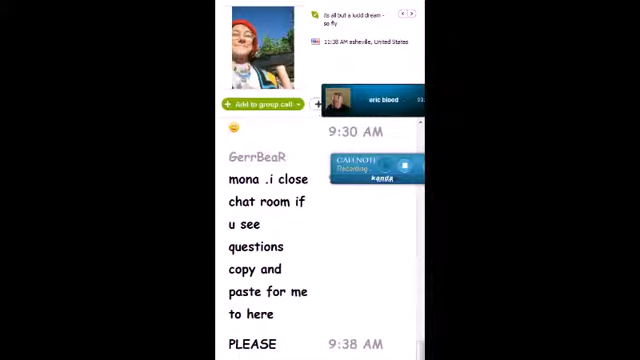 its all but a lucid dream -
so fly
11:38 AM asheville, United States
Add to group call
eric blood
93.
9:30 AM
GerrBeaR
CALLNOTE
Recording...
kenda
mona .i close
chat room if
u see
questions
copy and
paste for me
to here
PLEASE
9:38 AM